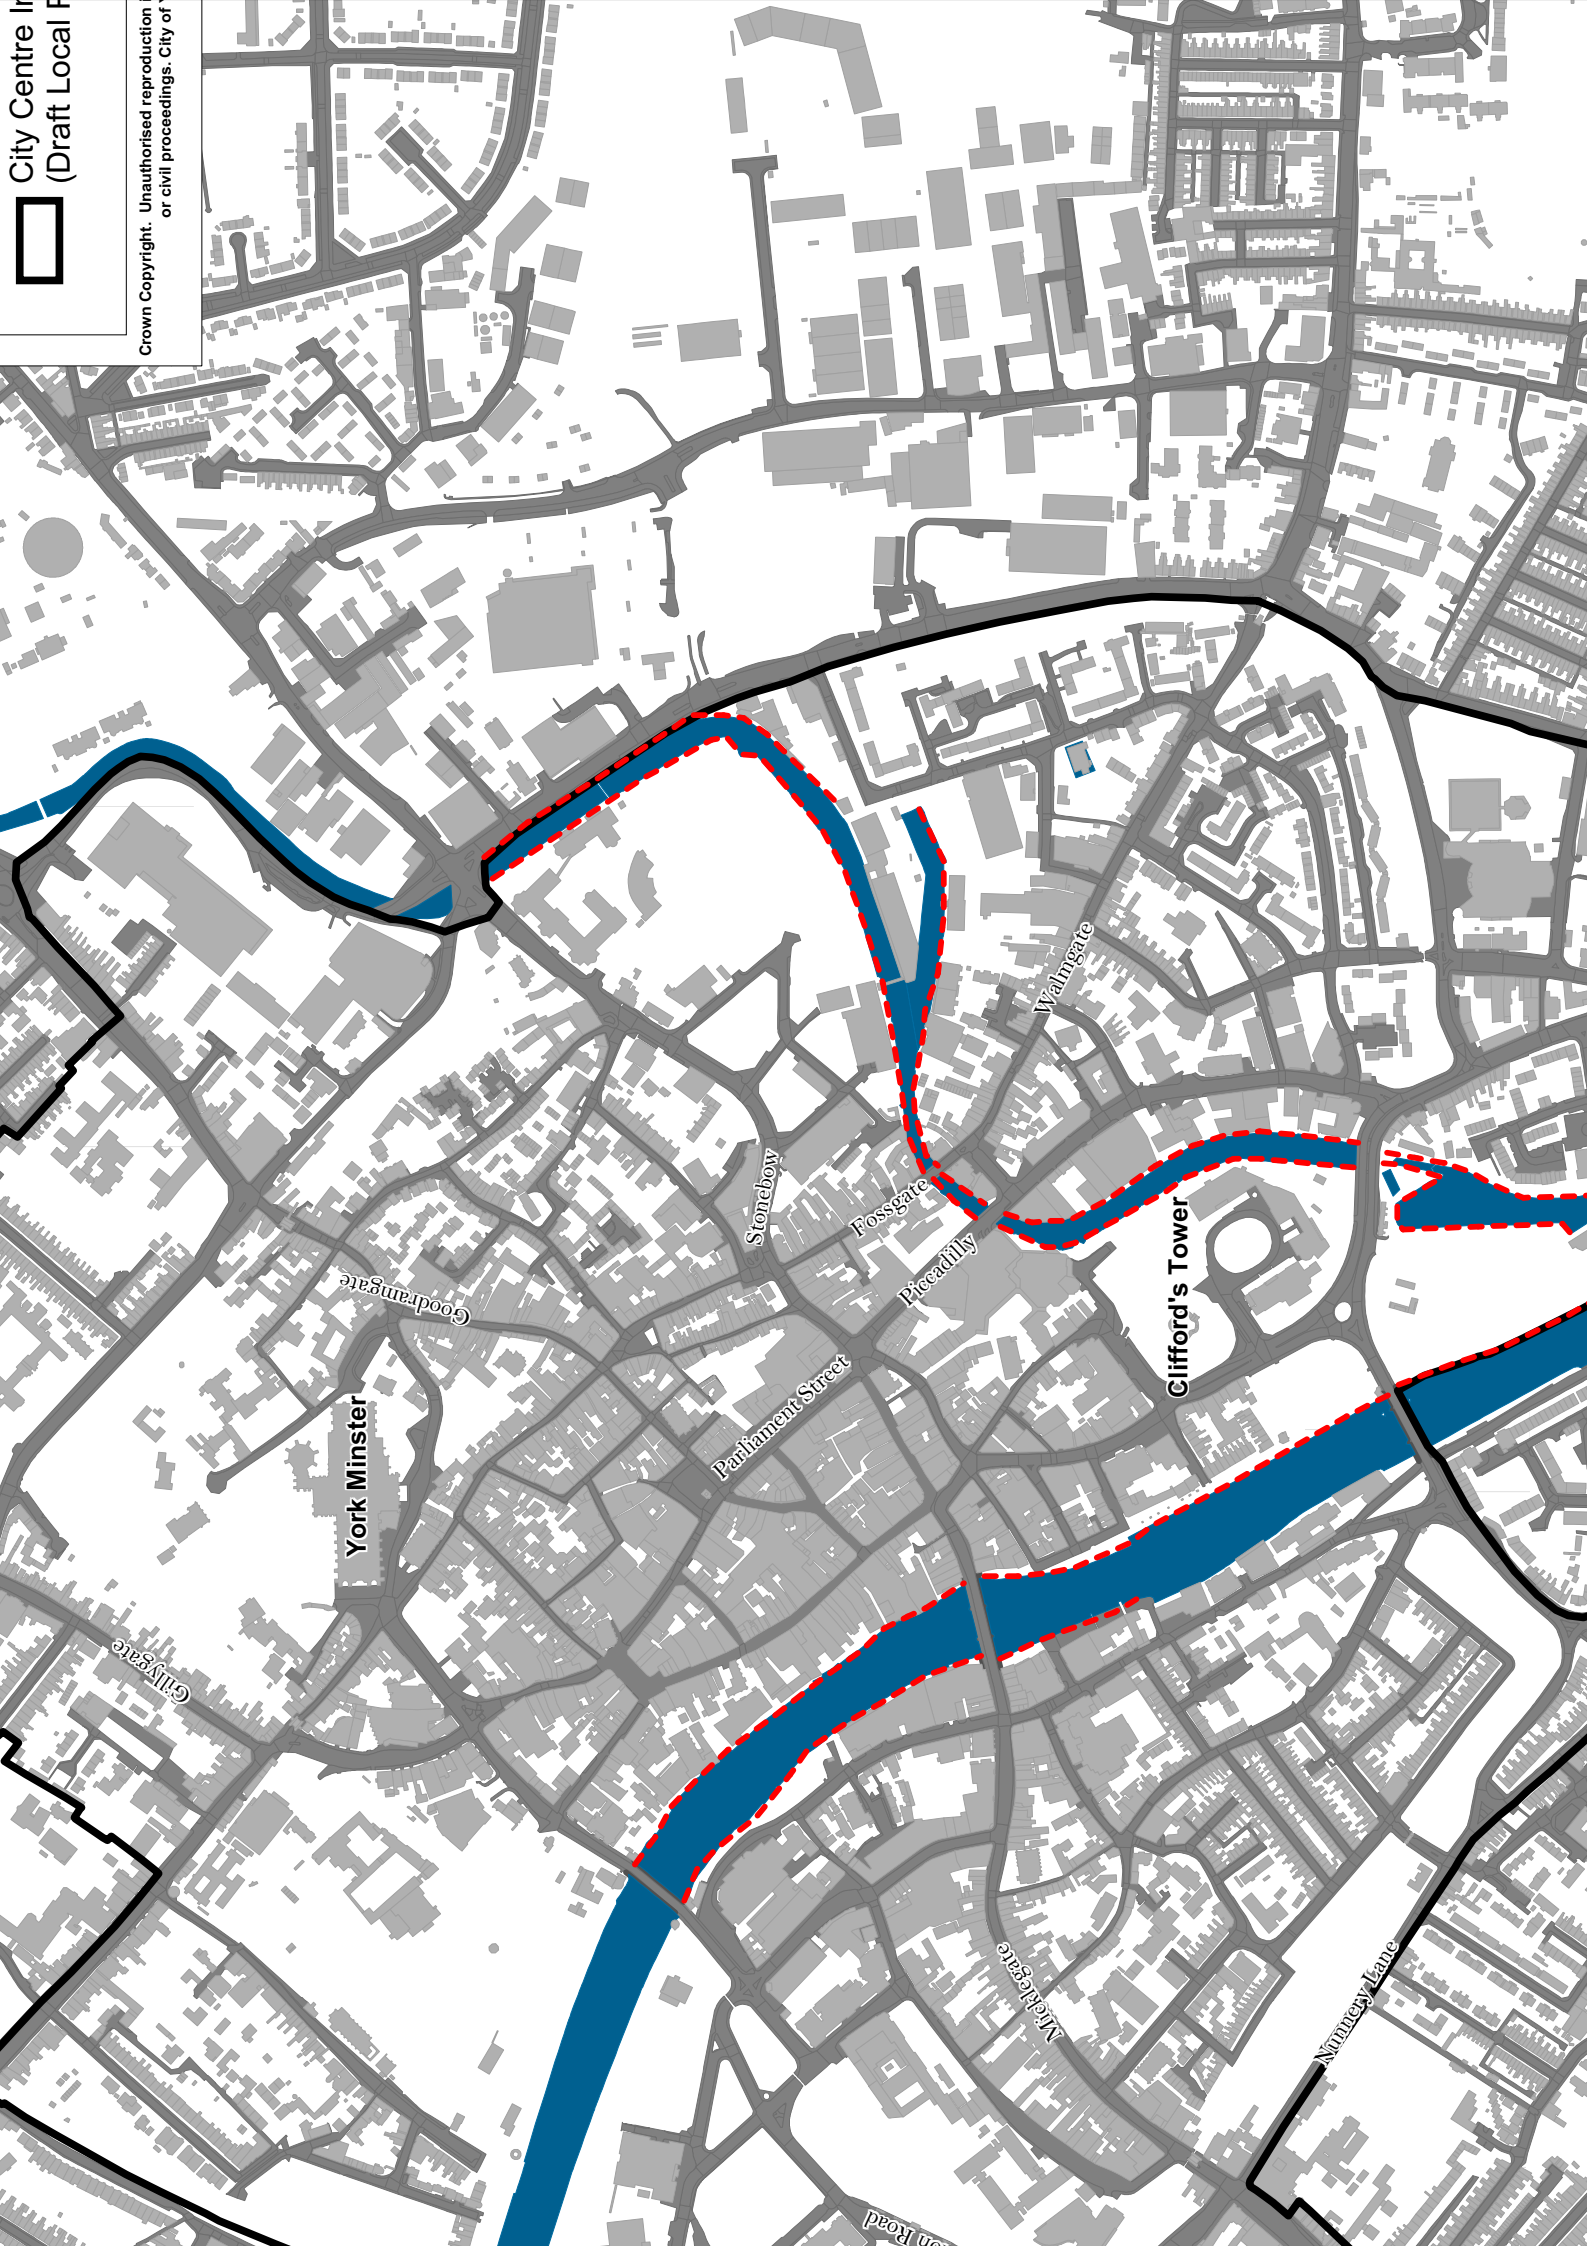 City Centre
(Draft Local
Crown Copyright. Unauthorised reproduction
or civil proceedings. City of
Walmgate
Stonebow
Fossgate
Piccadilly
Goodramgate
Clifford's Tower
Parliament Street
York Minster
Gillygate
Micklegate
Nunnery Lane
Road